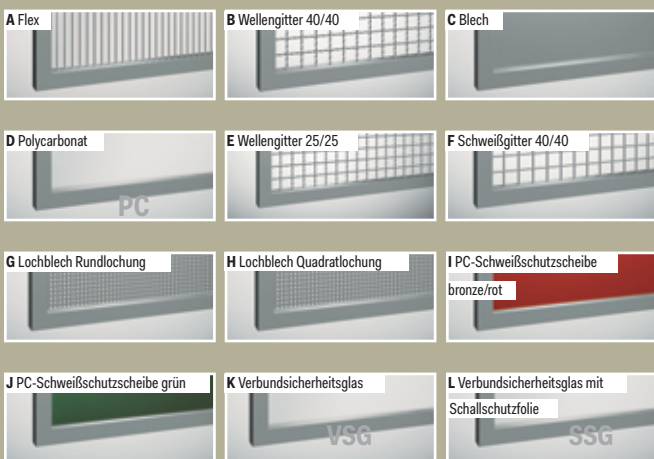 A Flex
B Wellengitter 40/40
C Blech
D Polycarbonat
PC
E Wellengitter 25/25
F Schweißgitter 40/40
G Lochblech Rundlochung
H Lochblech Quadratlochung
I PC-Schweißschutzscheibe
bronze/rot
J PC-Schweißschutzscheibe grün
K Verbundsicherheitsglas
VSG
L Verbundsicherheitsglas mit
Schallschutzfolie
SSG